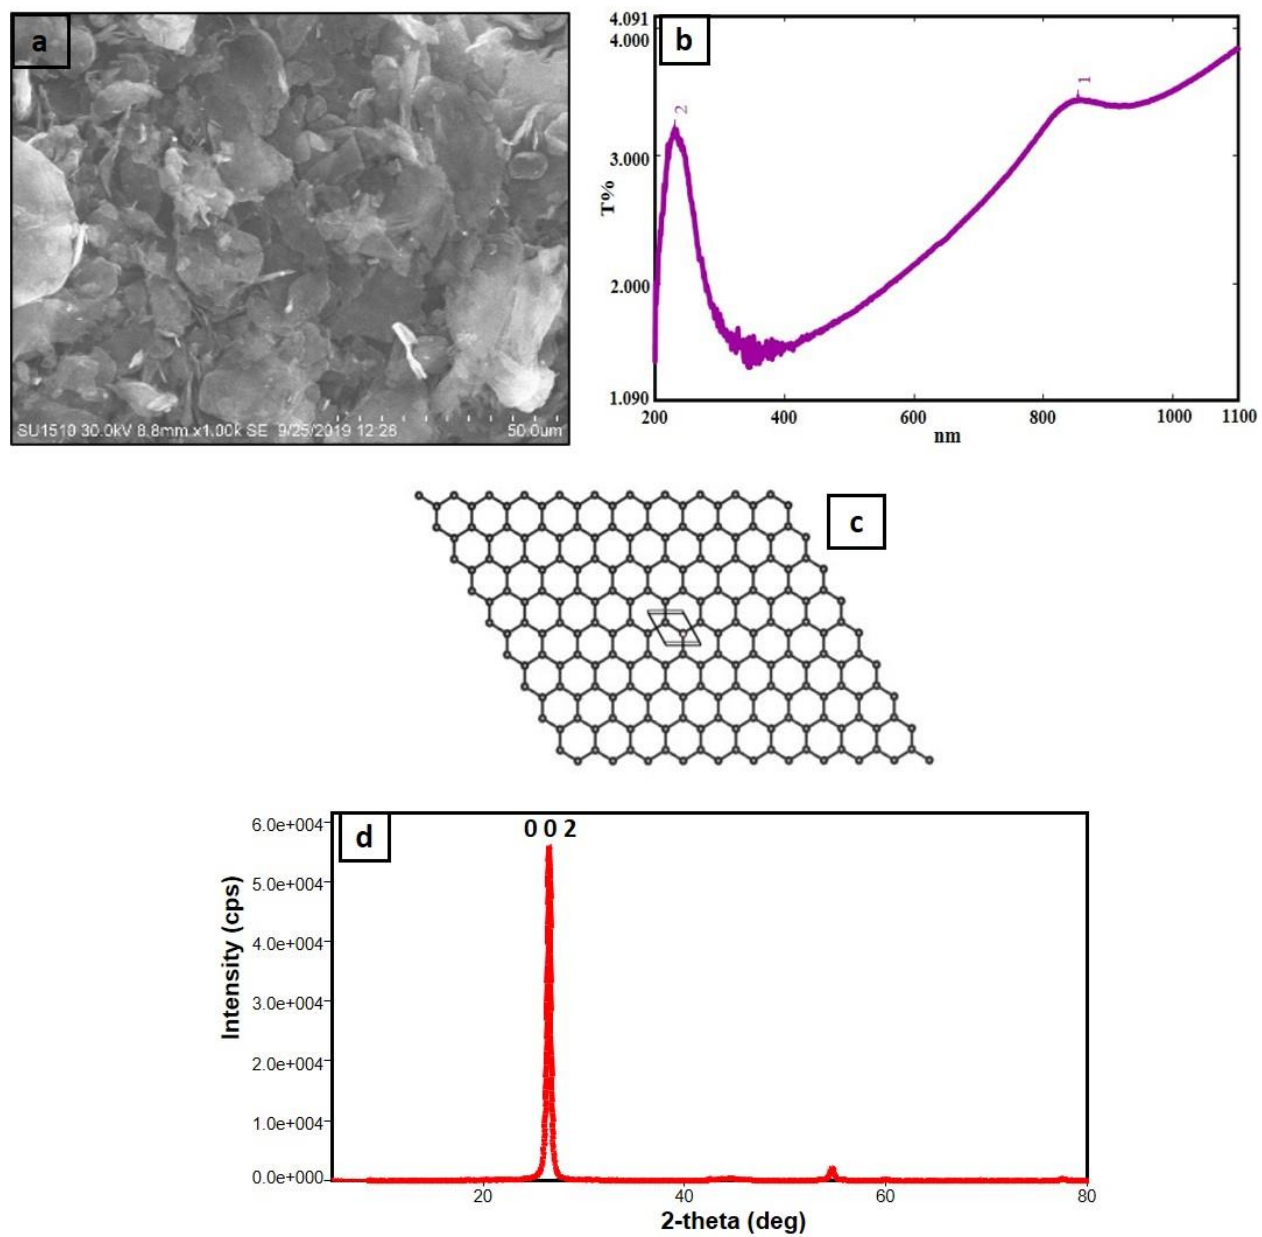 a
SU1510 30.0kV 8.8mm x1.00k SE 9/25/2019 12:28
50.0um
b
4.091
4.000
3.000
2.000
1.090
T%
2
1
200
400
600
800
1000
1100
nm
c
d
0 0 2
6.0e+004
5.0e+004
4.0e+004
3.0e+004
2.0e+004
1.0e+004
0.0e+000
Intensity (cps)
20
40
60
80
2-theta (deg)